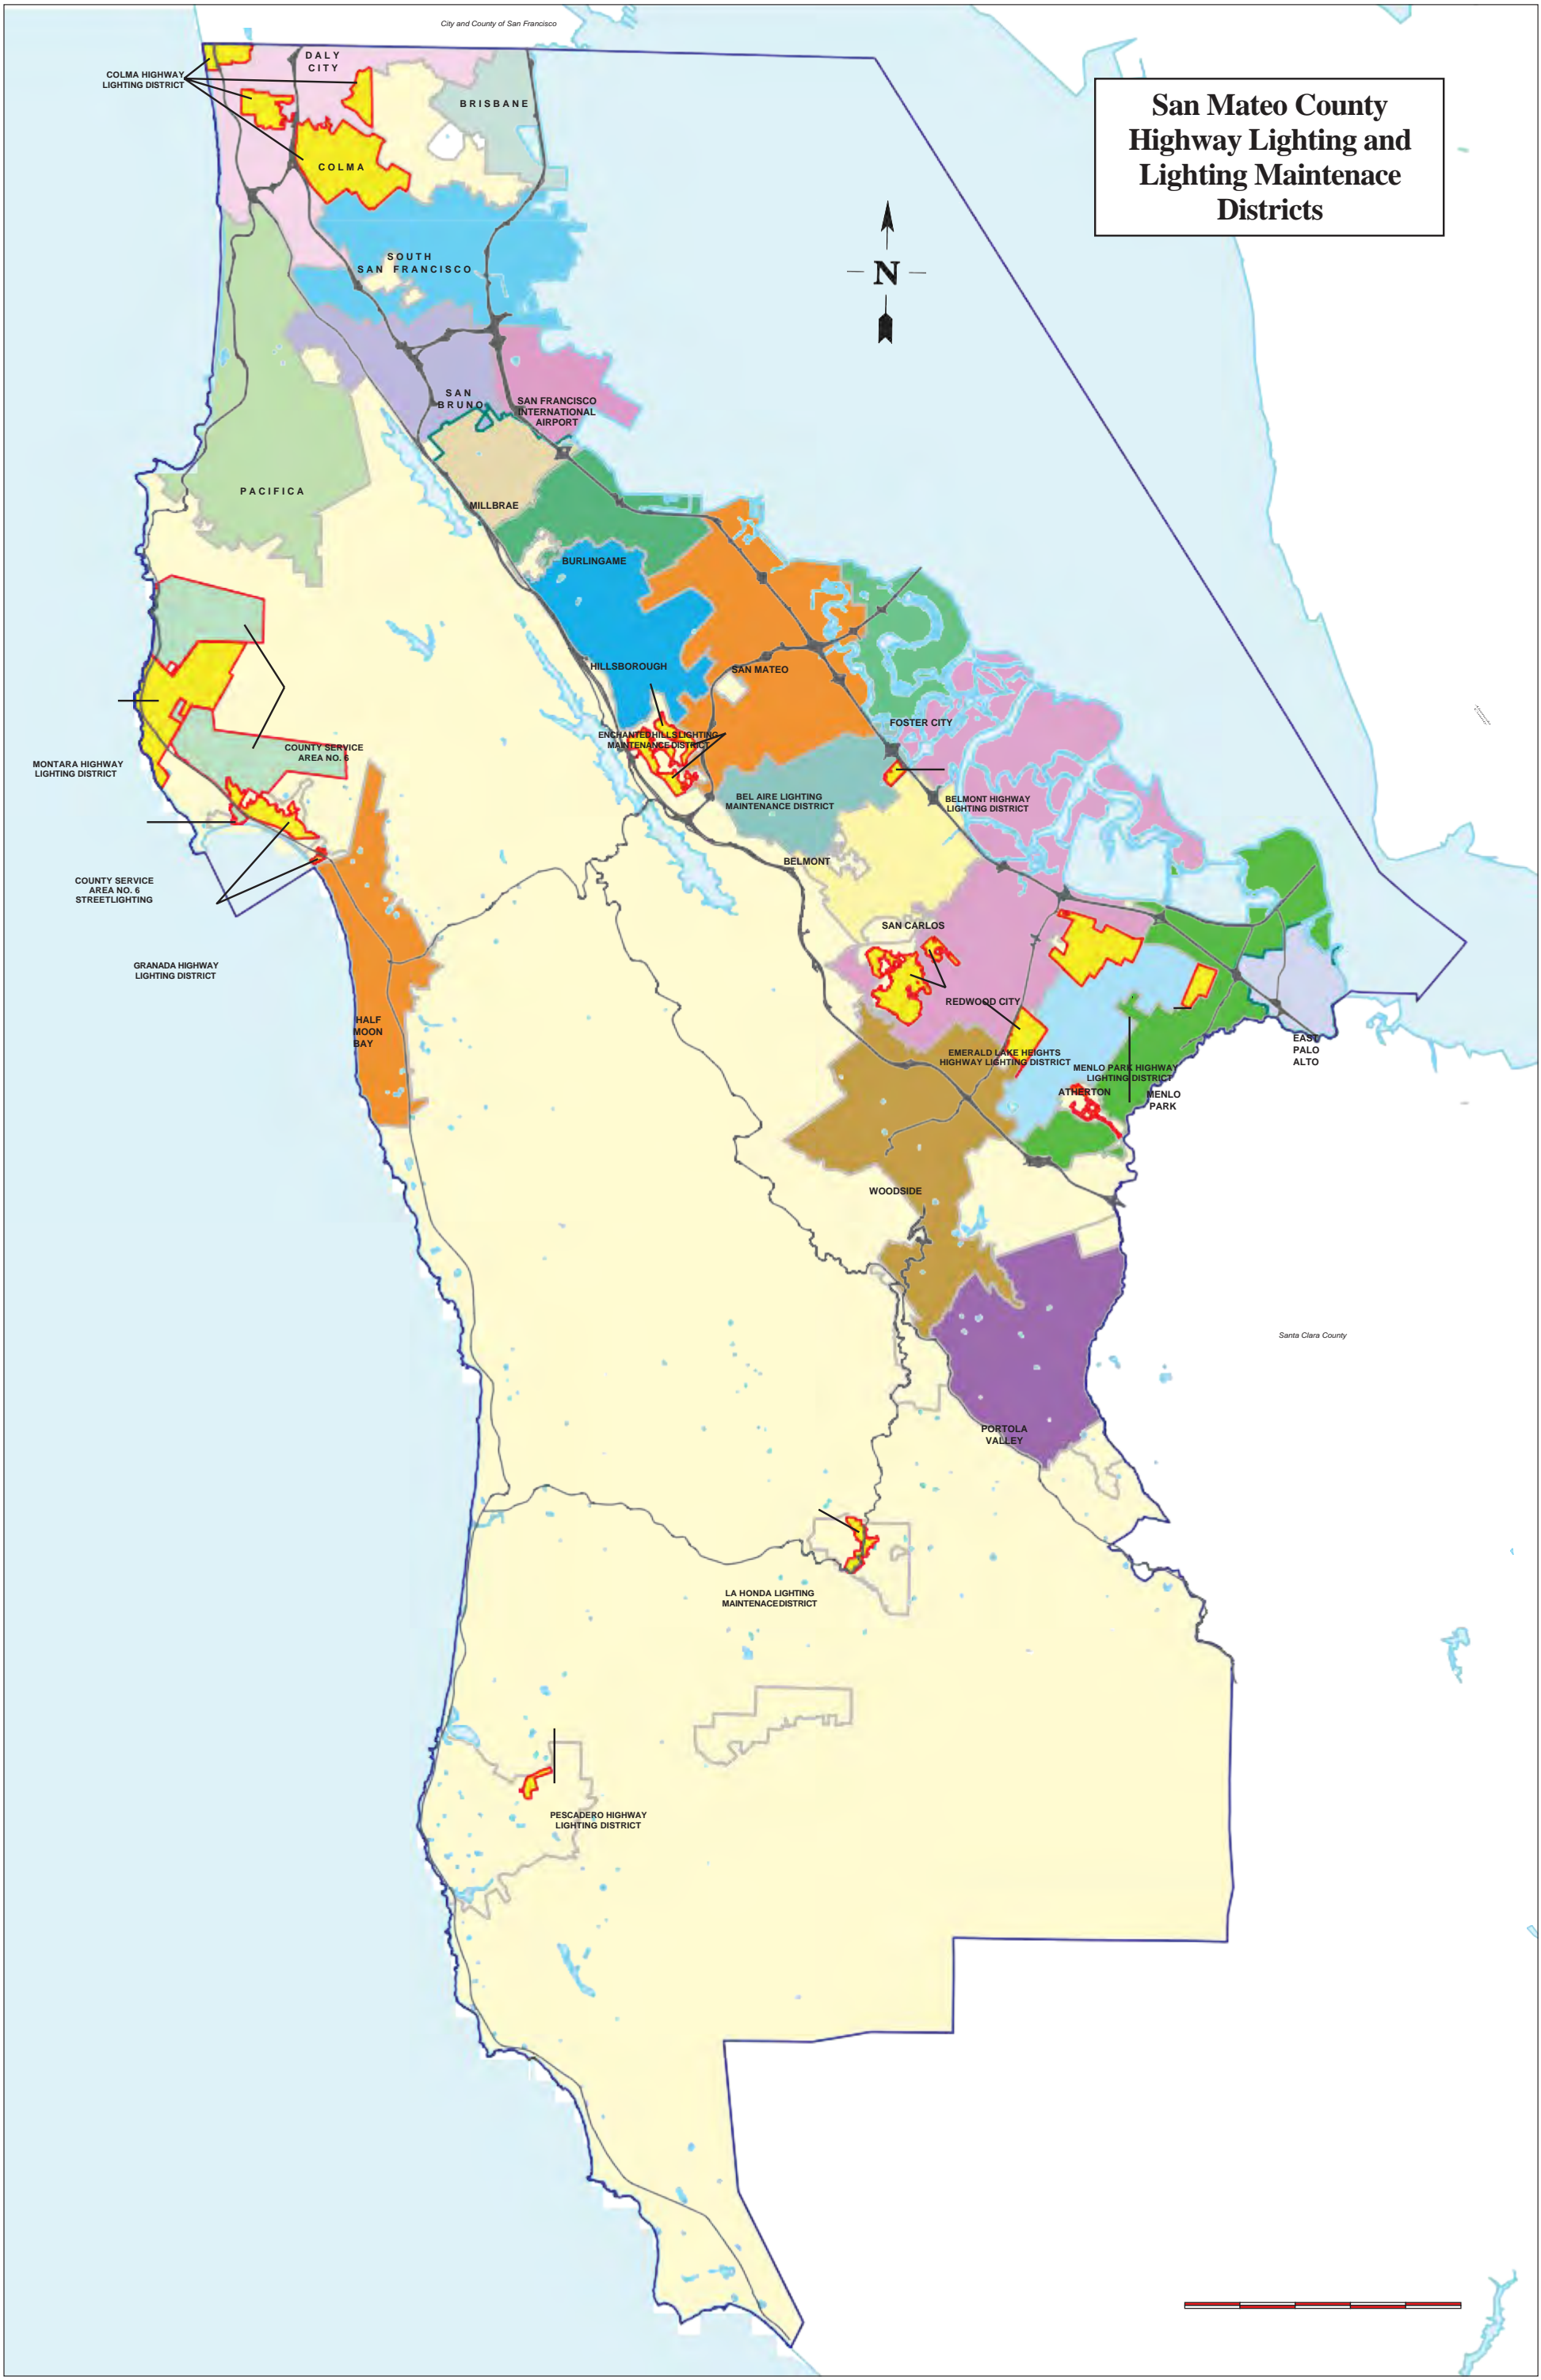 City and County of San Francisco
San Mateo County
Highway Lighting and
Lighting Maintenace
Districts
DALY
CITY
COLMA HIGHWAY
LIGHTING DISTRICT
BRISBANE
COLMA
SOUTH
SAN FRANCISCO
N
SAN
BRUNO
SAN FRANCISCO
INTERNATIONAL
AIRPORT
PACIFICA
MILLBRAE
BURLINGAME
HILLSBOROUGH
SAN MATEO
FOSTER CITY
ENCHANTED HILLS LIGHTING
MAINTENANCE DISTRICT
COUNTY SERVICE
AREA NO. 6
MONTARA HIGHWAY
LIGHTING DISTRICT
BEL AIRE LIGHTING
MAINTENANCE DISTRICT
BELMONT HIGHWAY
LIGHTING DISTRICT
BELMONT
COUNTY SERVICE
AREA NO. 6
STREETLIGHTING
SAN CARLOS
GRANADA HIGHWAY
LIGHTING DISTRICT
REDWOOD CITY
HALF
MOON
BAY
EAST
PALO
ALTO
EMERALD LAKE HEIGHTS
HIGHWAY LIGHTING DISTRICT
MENLO PARK HIGHWAY
LIGHTING DISTRICT
ATHERTON
MENLO
PARK
WOODSIDE
Santa Clara County
PORTOLA
VALLEY
LA HONDA LIGHTING
MAINTENACE DISTRICT
PESCADERO HIGHWAY
LIGHTING DISTRICT